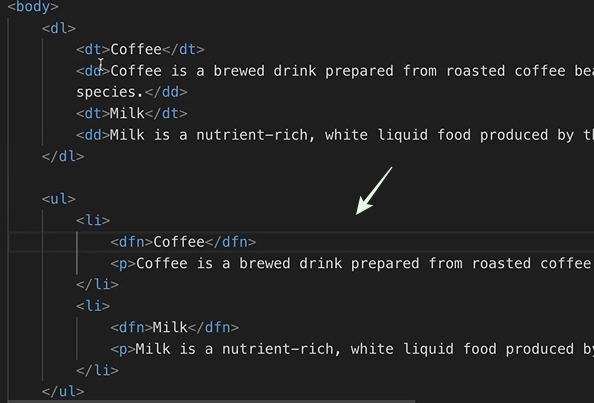 <body>
<dl>
<dt>Coffee</dt>
<dd>Coffee is a brewed drink prepared from roasted coffee
species.</dd>
<dt>Milk</dt>
<dd>Milk is a nutrient-rich, white liquid food produced by
</dl>
<ul>
<li>
<dfn>Coffee</dfn>
<p>Coffee is a brewed drink prepared from roasted coffee
</li>
<li>
<dfn>Milk</dfn>
<p>Milk is a nutrient-rich, white liquid food produced by
</li>
</ul>